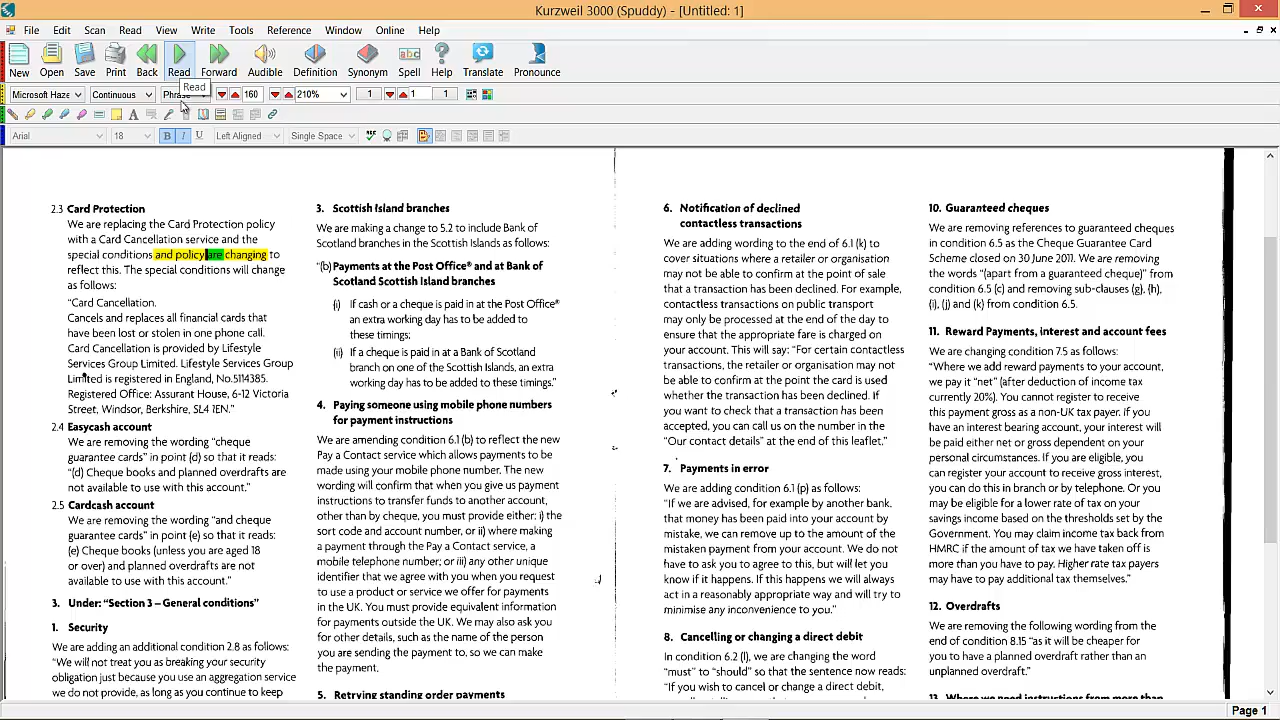 Kurzweil 3000 (Spuddy) - [Untitled: 1]
File Edit Scan Read View Write Tools Reference Window Online Help
New Open Save Print Back Read Forward Audible Definition Synonym Spell Help Translate Pronounce
Read
Microsoft Haze Continuous Phrase 160 210% 1 1 1
Arial 18 B I U Left Aligned Single Space
2.3 Card Protection
We are replacing the Card Protection policy
with a Card Cancellation service and the
special conditions and policy are changing to
reflect this. The special conditions will change
as follows:
"Card Cancellation.
Cancels and replaces all financial cards that
have been lost or stolen in one phone call.
Card Cancellation is provided by Lifestyle
Services Group Limited. Lifestyle Services Group
Limited is registered in England, No.5114385.
Registered Office: Assurant House, 6-12 Victoria
Street, Windsor, Berkshire, SL4 1EN."
2.4 Easycash account
We are removing the wording "cheque
guarantee cards" in point (d) so that it reads:
"(d) Cheque books and planned overdrafts are
not available to use with this account."
2.5 Cardcash account
We are removing the wording "and cheque
guarantee cards" in point (e) so that it reads:
(e) Cheque books (unless you are aged 18
or over) and planned overdrafts are not
available to use with this account."
3. Under: "Section 3 – General conditions"
1. Security
We are adding an additional condition 2.8 as follows:
"We will not treat you as breaking your security
obligation just because you use an aggregation service
we do not provide, as long as you continue to keep
3. Scottish Island branches
We are making a change to 5.2 to include Bank of
Scotland branches in the Scottish Islands as follows:
"(b) Payments at the Post Office® and at Bank of
Scotland Scottish Island branches
(i) If cash or a cheque is paid in at the Post Office®
an extra working day has to be added to
these timings;
(ii) If a cheque is paid in at a Bank of Scotland
branch on one of the Scottish Islands, an extra
working day has to be added to these timings."
4. Paying someone using mobile phone numbers
for payment instructions
We are amending condition 6.1 (b) to reflect the new
Pay a Contact service which allows payments to be
made using your mobile phone number. The new
wording will confirm that when you give us payment
instructions to transfer funds to another account,
other than by cheque, you must provide either: i) the
sort code and account number, or ii) where making
a payment through the Pay a Contact service, a
mobile telephone number; or iii) any other unique
identifier that we agree with you when you request
to use a product or service we offer for payments
in the UK. You must provide equivalent information
for payments outside the UK. We may also ask you
for other details, such as the name of the person
you are sending the payment to, so we can make
the payment.
5. Retrying standing order payments
6. Notification of declined
contactless transactions
We are adding wording to the end of 6.1 (k) to
cover situations where a retailer or organisation
may not be able to confirm at the point of sale
that a transaction has been declined. For example,
contactless transactions on public transport
may only be processed at the end of the day to
ensure that the appropriate fare is charged on
your account. This will say: "For certain contactless
transactions, the retailer or organisation may not
be able to confirm at the point the card is used
whether the transaction has been declined. If
you want to check that a transaction has been
accepted, you can call us on the number in the
"Our contact details" at the end of this leaflet."
7. Payments in error
We are adding condition 6.1 (p) as follows:
"If we are advised, for example by another bank,
that money has been paid into your account by
mistake, we can remove up to the amount of the
mistaken payment from your account. We do not
have to ask you to agree to this, but will let you
know if it happens. If this happens we will always
act in a reasonably appropriate way and will try to
minimise any inconvenience to you."
8. Cancelling or changing a direct debit
In condition 6.2 (l), we are changing the word
"must" to "should" so that the sentence now reads:
"If you wish to cancel or change a direct debit,
10. Guaranteed cheques
We are removing references to guaranteed cheques
in condition 6.5 as the Cheque Guarantee Card
Scheme closed on 30 June 2011. We are removing
the words "(apart from a guaranteed cheque)" from
condition 6.5 (c) and removing sub-clauses (g), (h),
(i), (j) and (k) from condition 6.5.
11. Reward Payments, interest and account fees
We are changing condition 7.5 as follows:
"Where we add reward payments to your account,
we pay it "net" (after deduction of income tax
currently 20%). You cannot register to receive
this payment gross as a non-UK tax payer. If you
have an interest bearing account, your interest will
be paid either net or gross dependent on your
personal circumstances. If you are eligible, you
can register your account to receive gross interest,
you can do this in branch or by telephone. Or you
may be eligible for a lower rate of tax on your
savings income based on the thresholds set by the
Government. You may claim income tax back from
HMRC if the amount of tax we have taken off is
more than you have to pay. Higher rate tax payers
may have to pay additional tax themselves."
12. Overdrafts
We are removing the following wording from the
end of condition 8.15 "as it will be cheaper for
you to have a planned overdraft rather than an
unplanned overdraft."
13. Where we need instructions from more than
Page 1